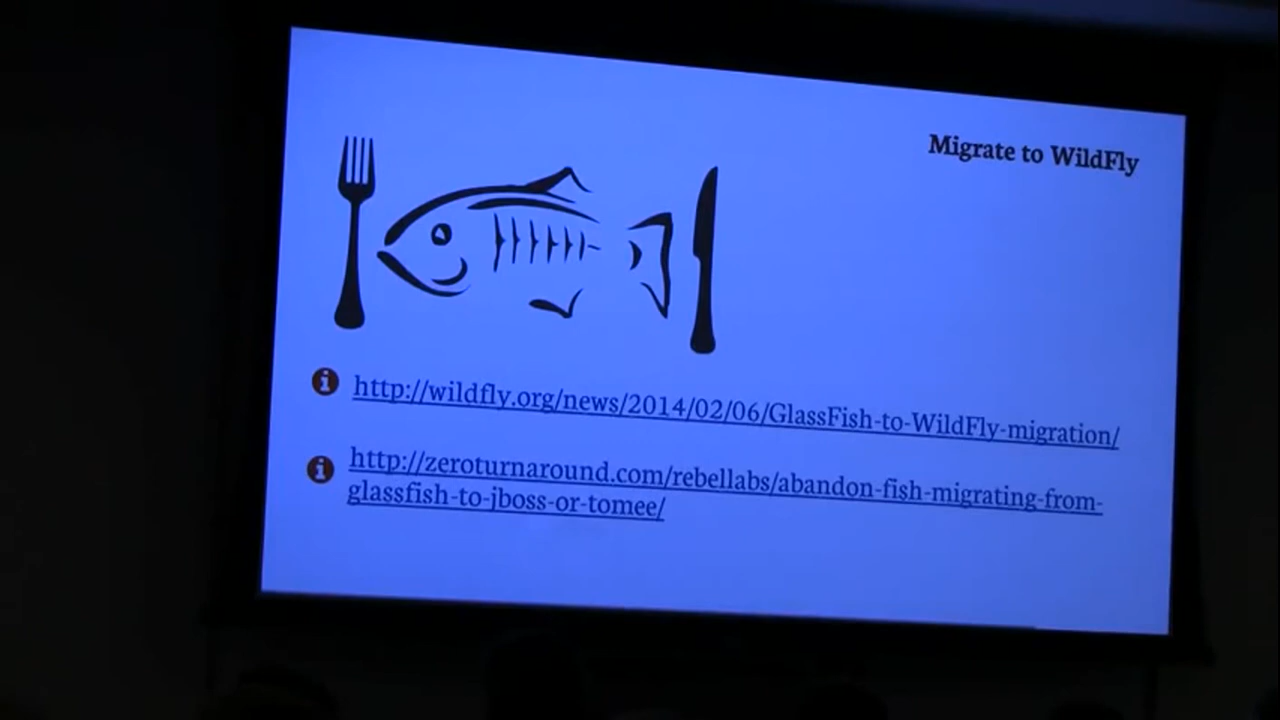 Migrate to WildFly
http://wildfly.org/news/2014/02/06/GlassFish-to-WildFly-migration/
http://zeroturnaround.com/rebellabs/abandon-fish-migrating-from-
glassfish-to-jboss-or-tomee/